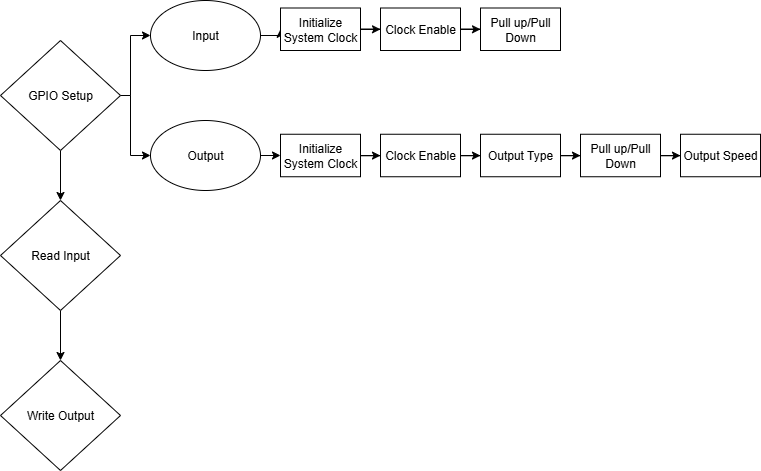 Input
Initialize
System Clock
Clock Enable
Pull up/Pull
Down
GPIO Setup
Output
Initialize
System Clock
Clock Enable
Output Type
Pull up/Pull
Down
Output Speed
Read Input
Write Output